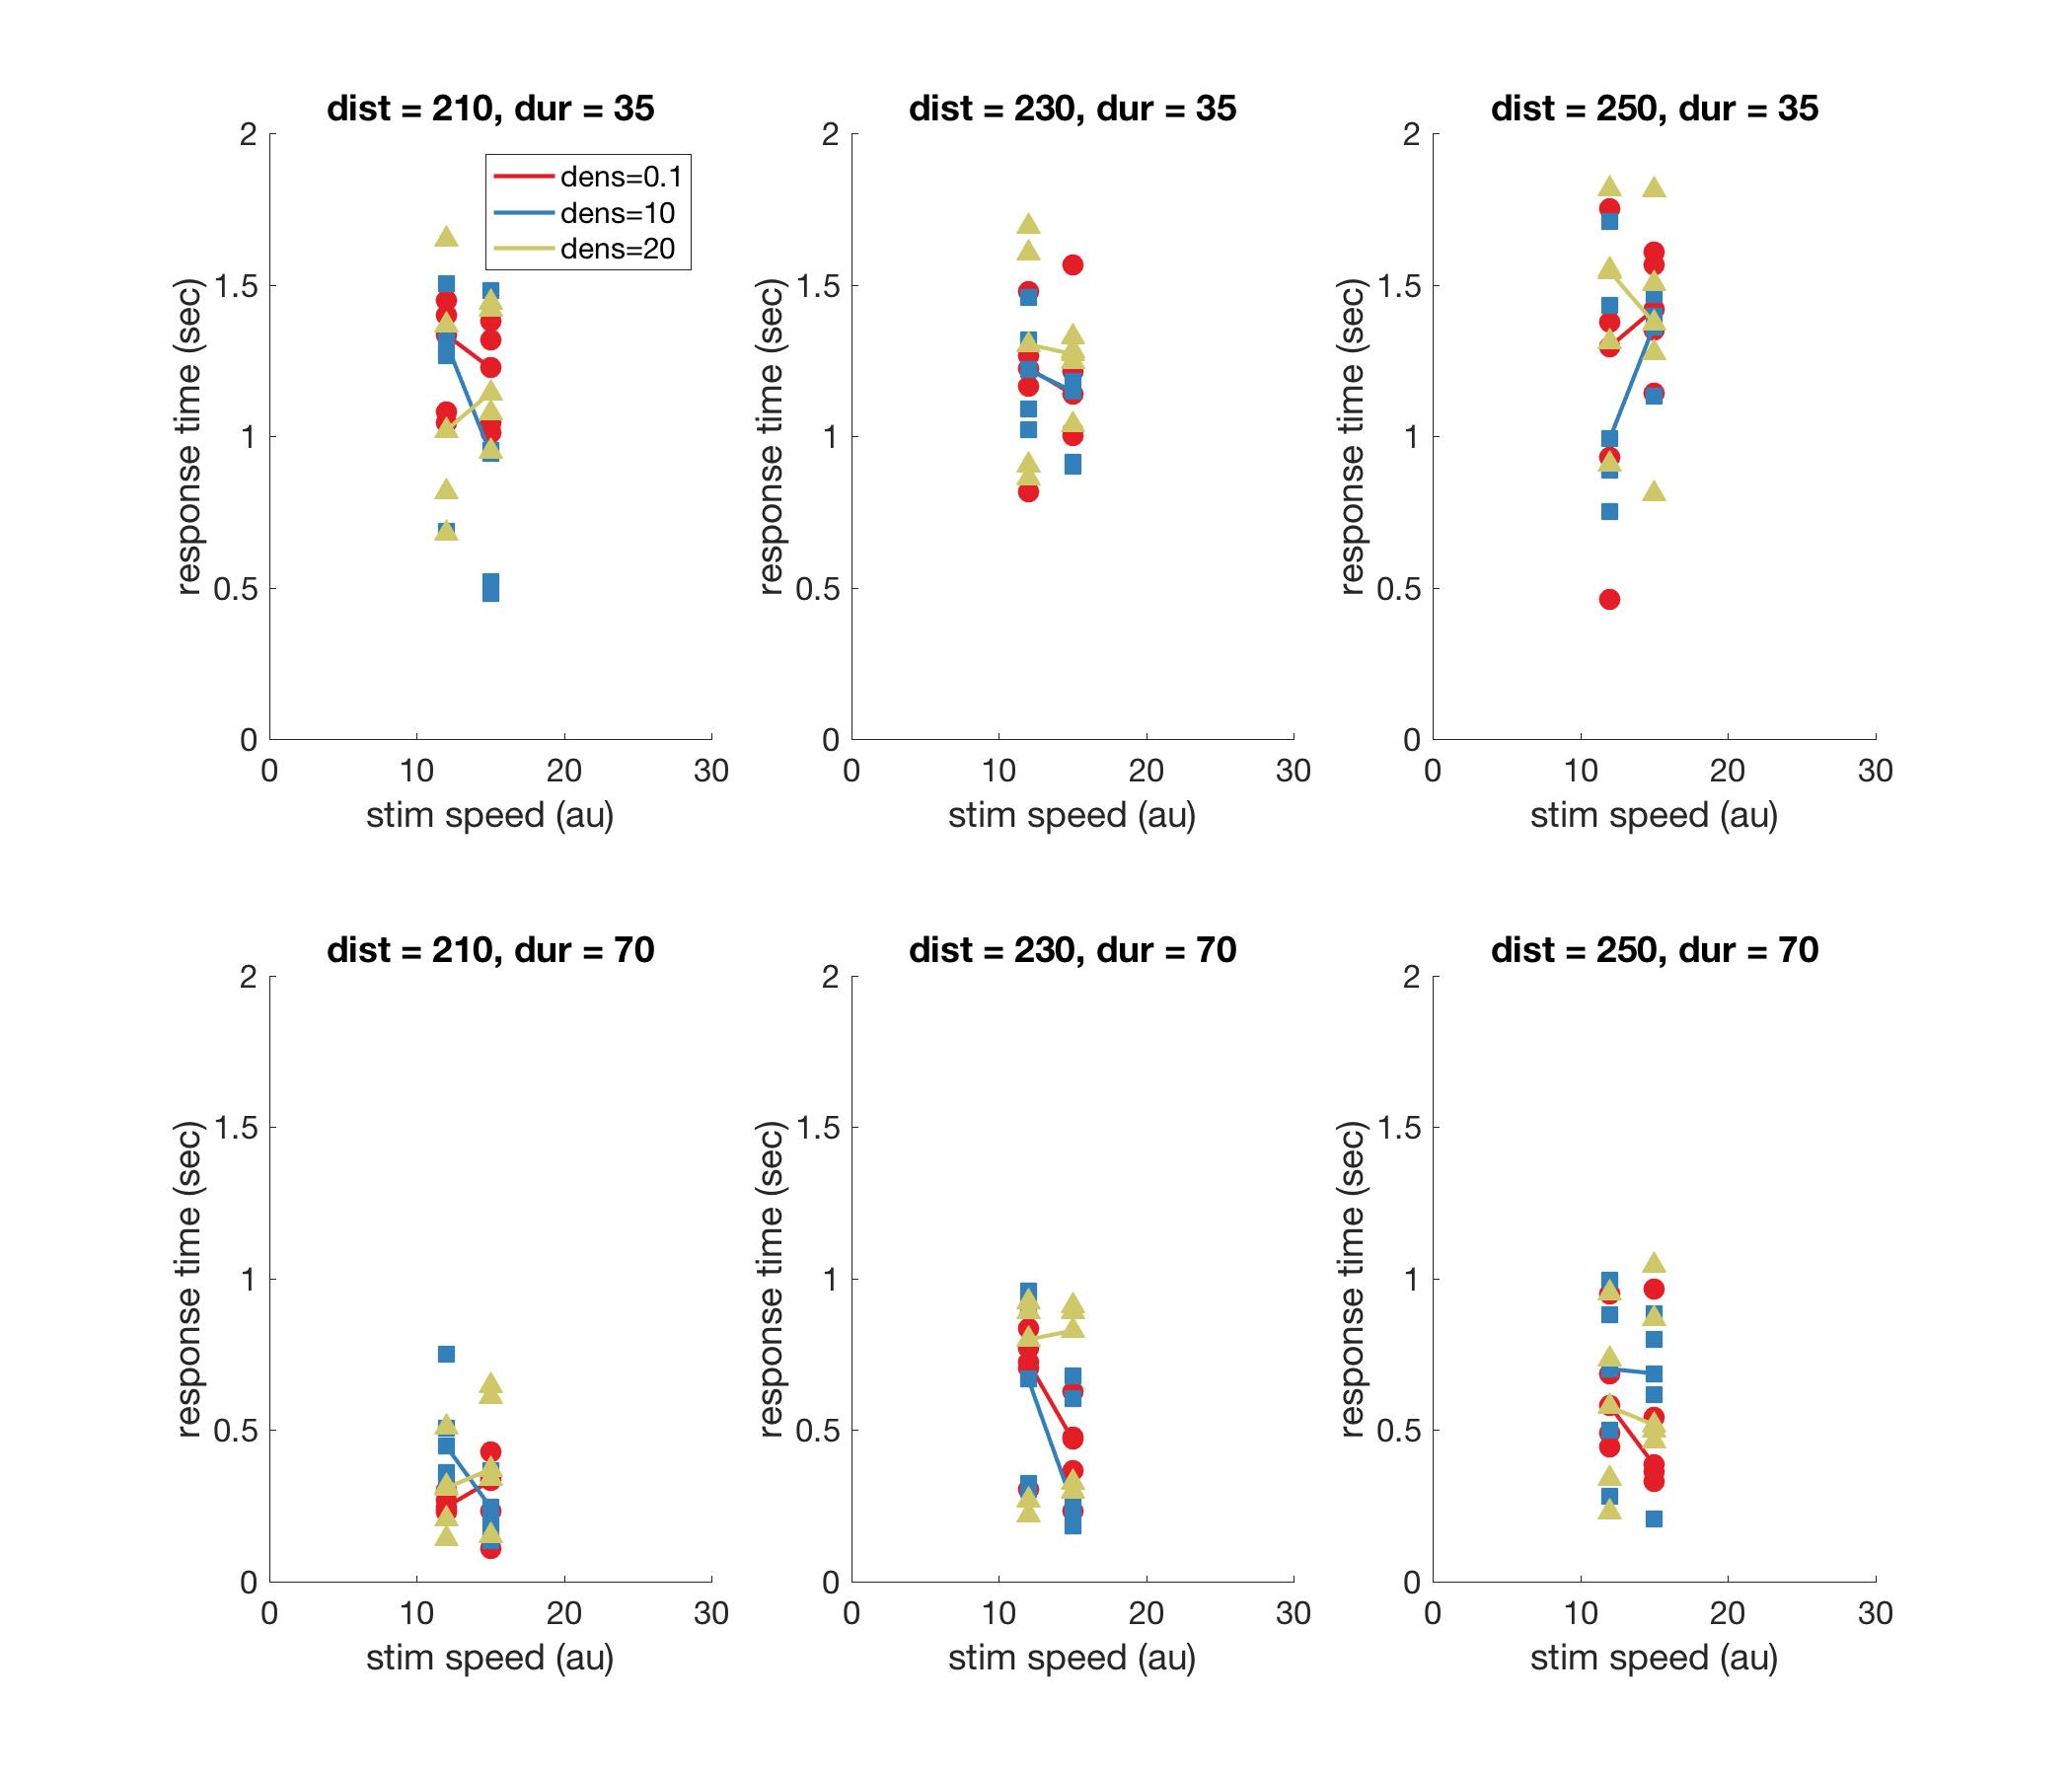 dist = 210, dur = 35
2
1.5
1
0.5
0
response time (sec)
0
10
20
30
stim speed (au)
dens=0.1
dens=10
dens=20
dist = 230, dur = 35
2
1.5
1
0.5
0
response time (sec)
0
10
20
30
stim speed (au)
dist = 250, dur = 35
2
1.5
1
0.5
0
response time (sec)
0
10
20
30
stim speed (au)
dist = 210, dur = 70
2
1.5
1
0.5
0
response time (sec)
0
10
20
30
stim speed (au)
dist = 230, dur = 70
2
1.5
1
0.5
0
response time (sec)
0
10
20
30
stim speed (au)
dist = 250, dur = 70
2
1.5
1
0.5
0
response time (sec)
0
10
20
30
stim speed (au)